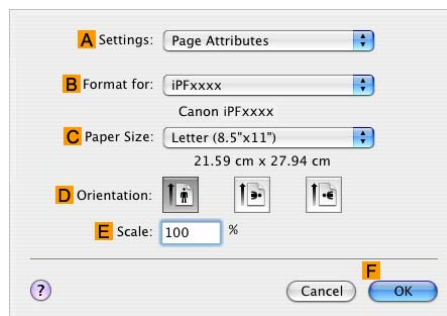 A Settings: Page Attributes
B Format for: iPFxxxx
Canon iPFxxxx
C Paper Size: Letter (8.5"x11")
21.59 cm x 27.94 cm
D Orientation:
E Scale: 100 %
F
? Cancel OK